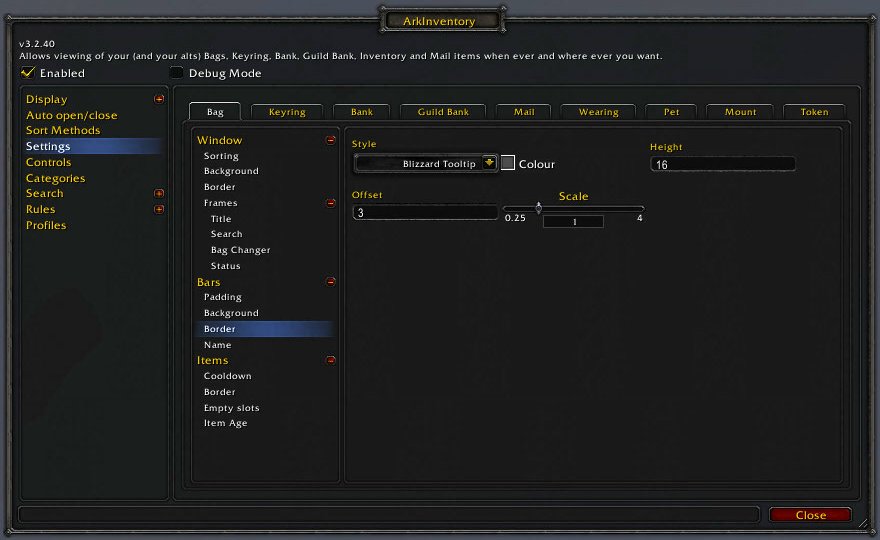 ArkInventory
v3.2.40
Allows viewing of your (and your alts) Bags, Keyring, Bank, Guild Bank, Inventory and Mail items when ever and where ever you want.
Enabled
Debug Mode
Display
Auto open/close
Sort Methods
Settings
Controls
Categories
Search
Rules
Profiles
Bag
Keyring
Bank
Guild Bank
Mail
Wearing
Pet
Mount
Token
Window
Sorting
Background
Border
Frames
Title
Search
Bag Changer
Status
Bars
Padding
Background
Border
Name
Items
Cooldown
Border
Empty slots
Item Age
Style
Blizzard Tooltip
Colour
Height
16
Offset
3
Scale
0.25
4
1
Close